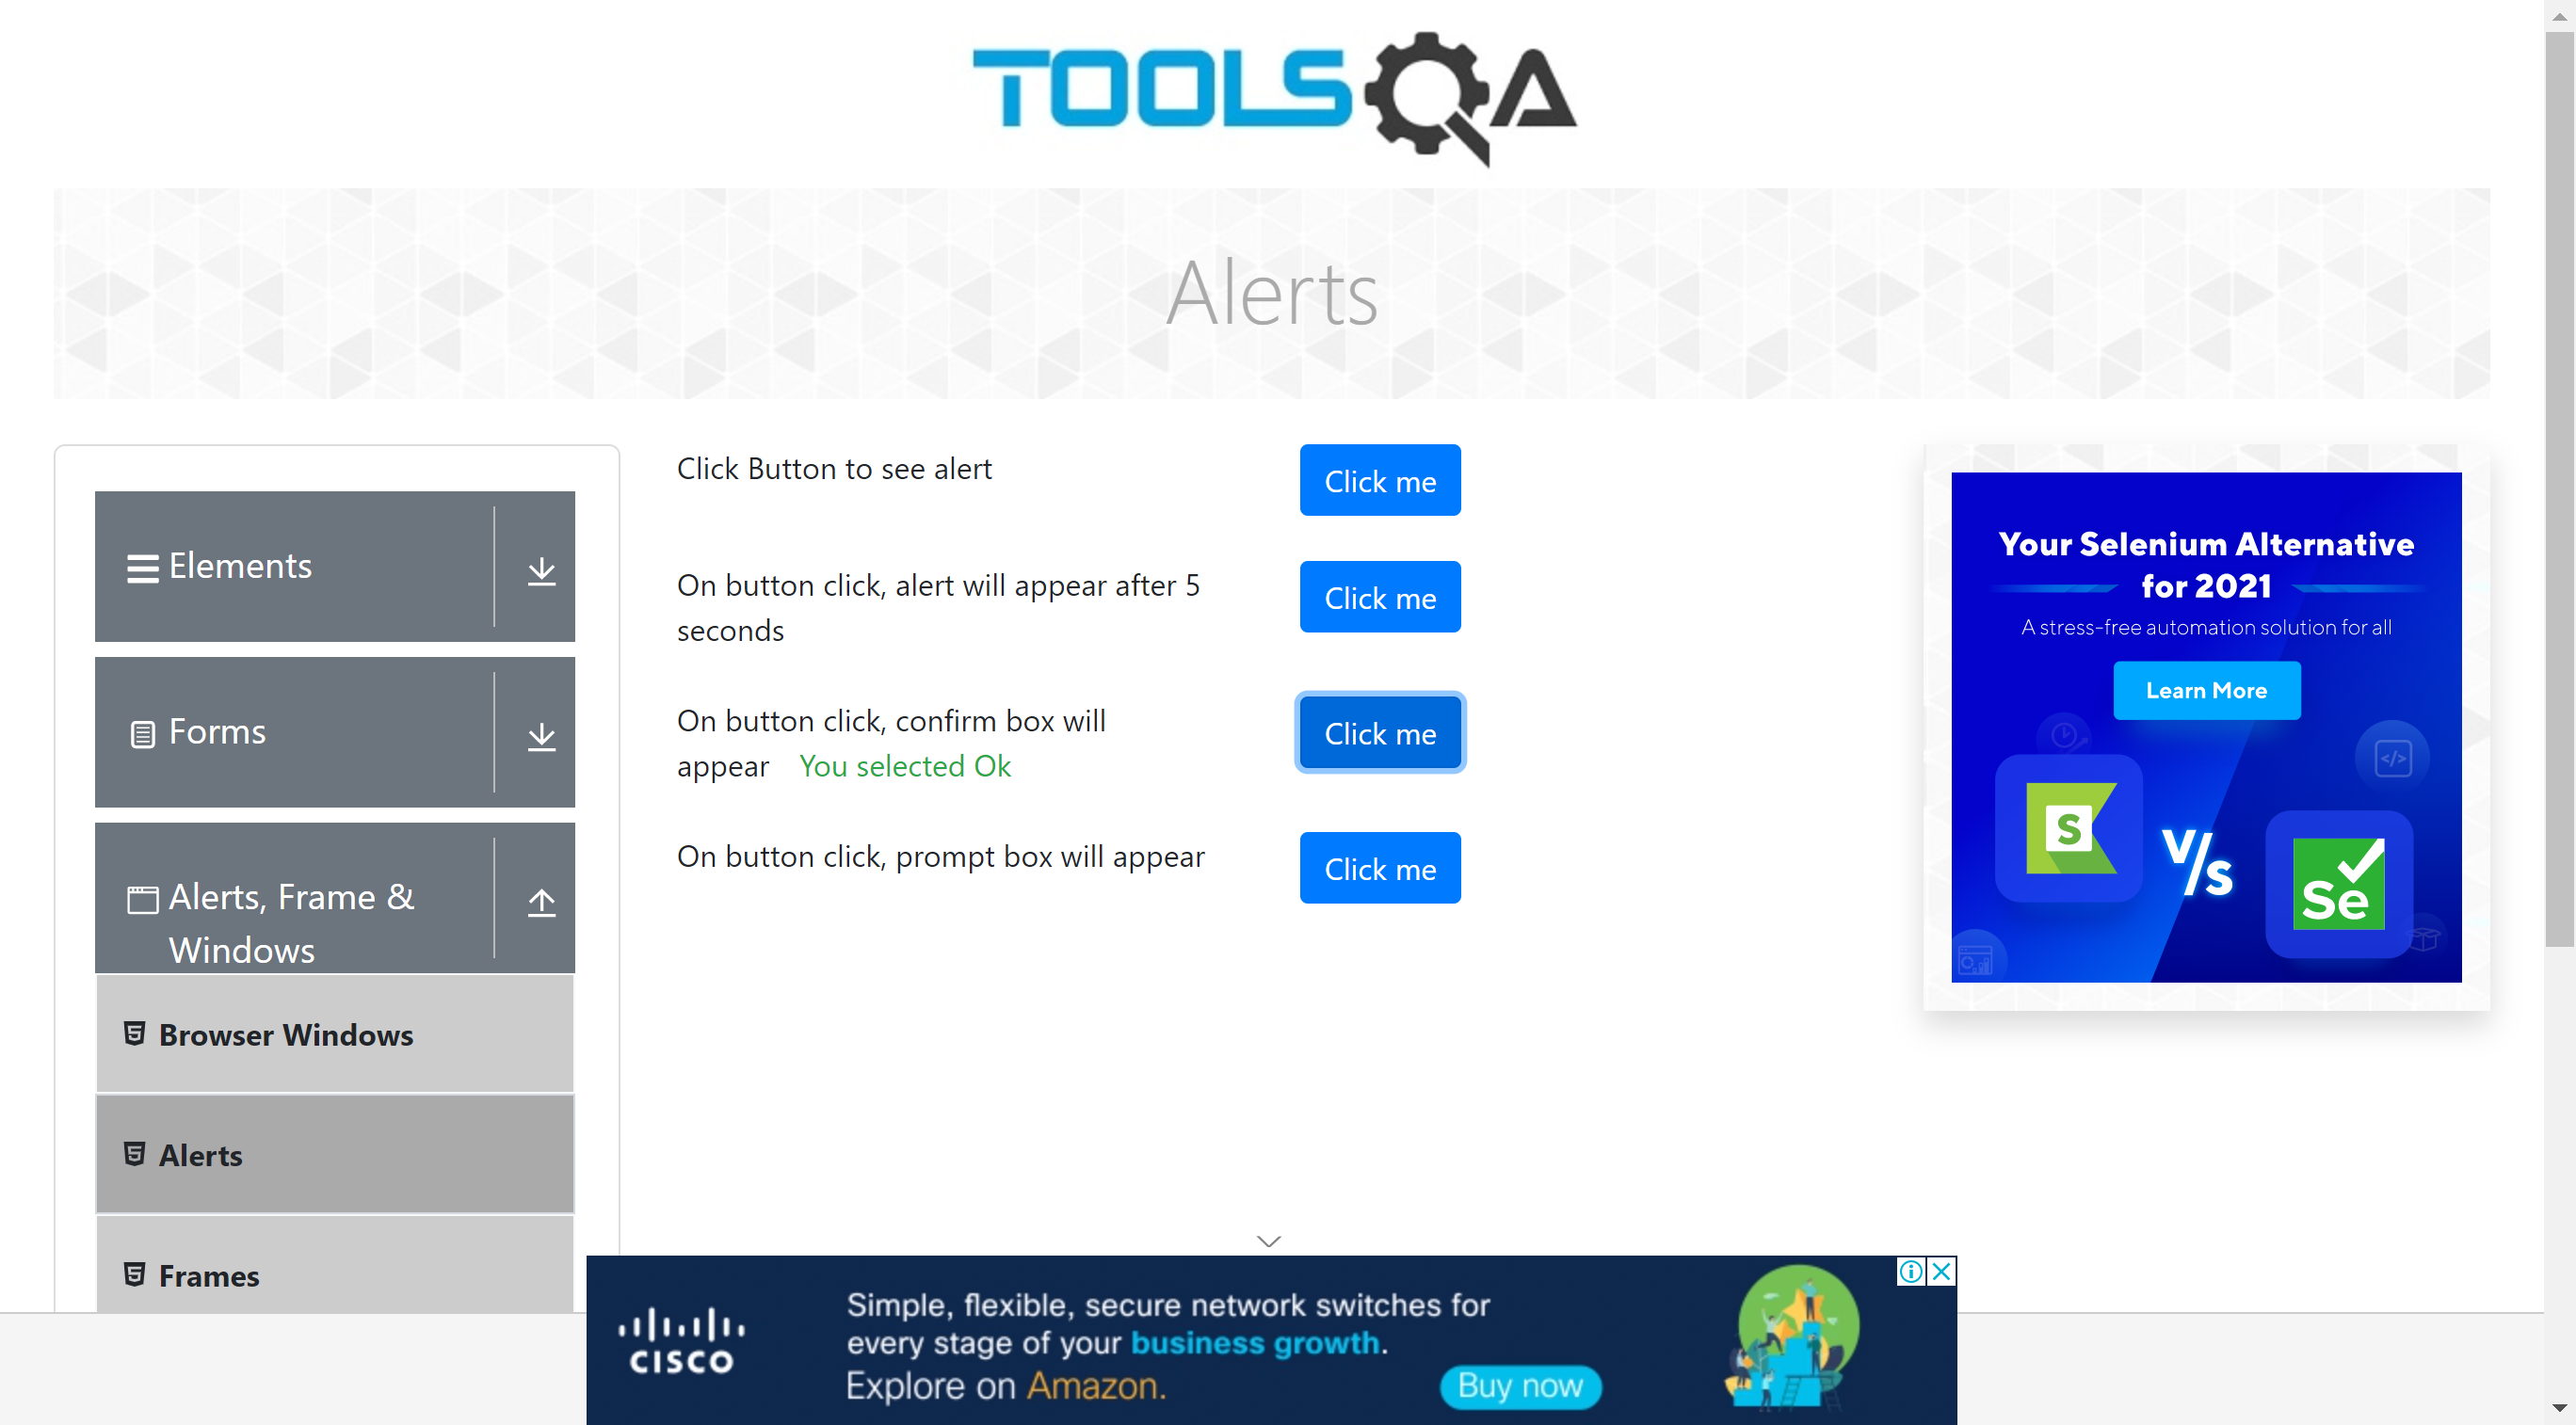 TOOLSQA
Alerts
Elements
Forms
Alerts, Frame &
Windows
Browser Windows
Alerts
Frames
Click Button to see alert
Click me
On button click, alert will appear after 5
seconds
Click me
On button click, confirm box will
appear You selected Ok
Click me
On button click, prompt box will appear
Click me
Your Selenium Alternative
for 2021
A stress-free automation solution for all
Learn More
S
V/s
Se
</>
CISCO
Simple, flexible, secure network switches for
every stage of your business growth.
Explore on Amazon.
Buy now